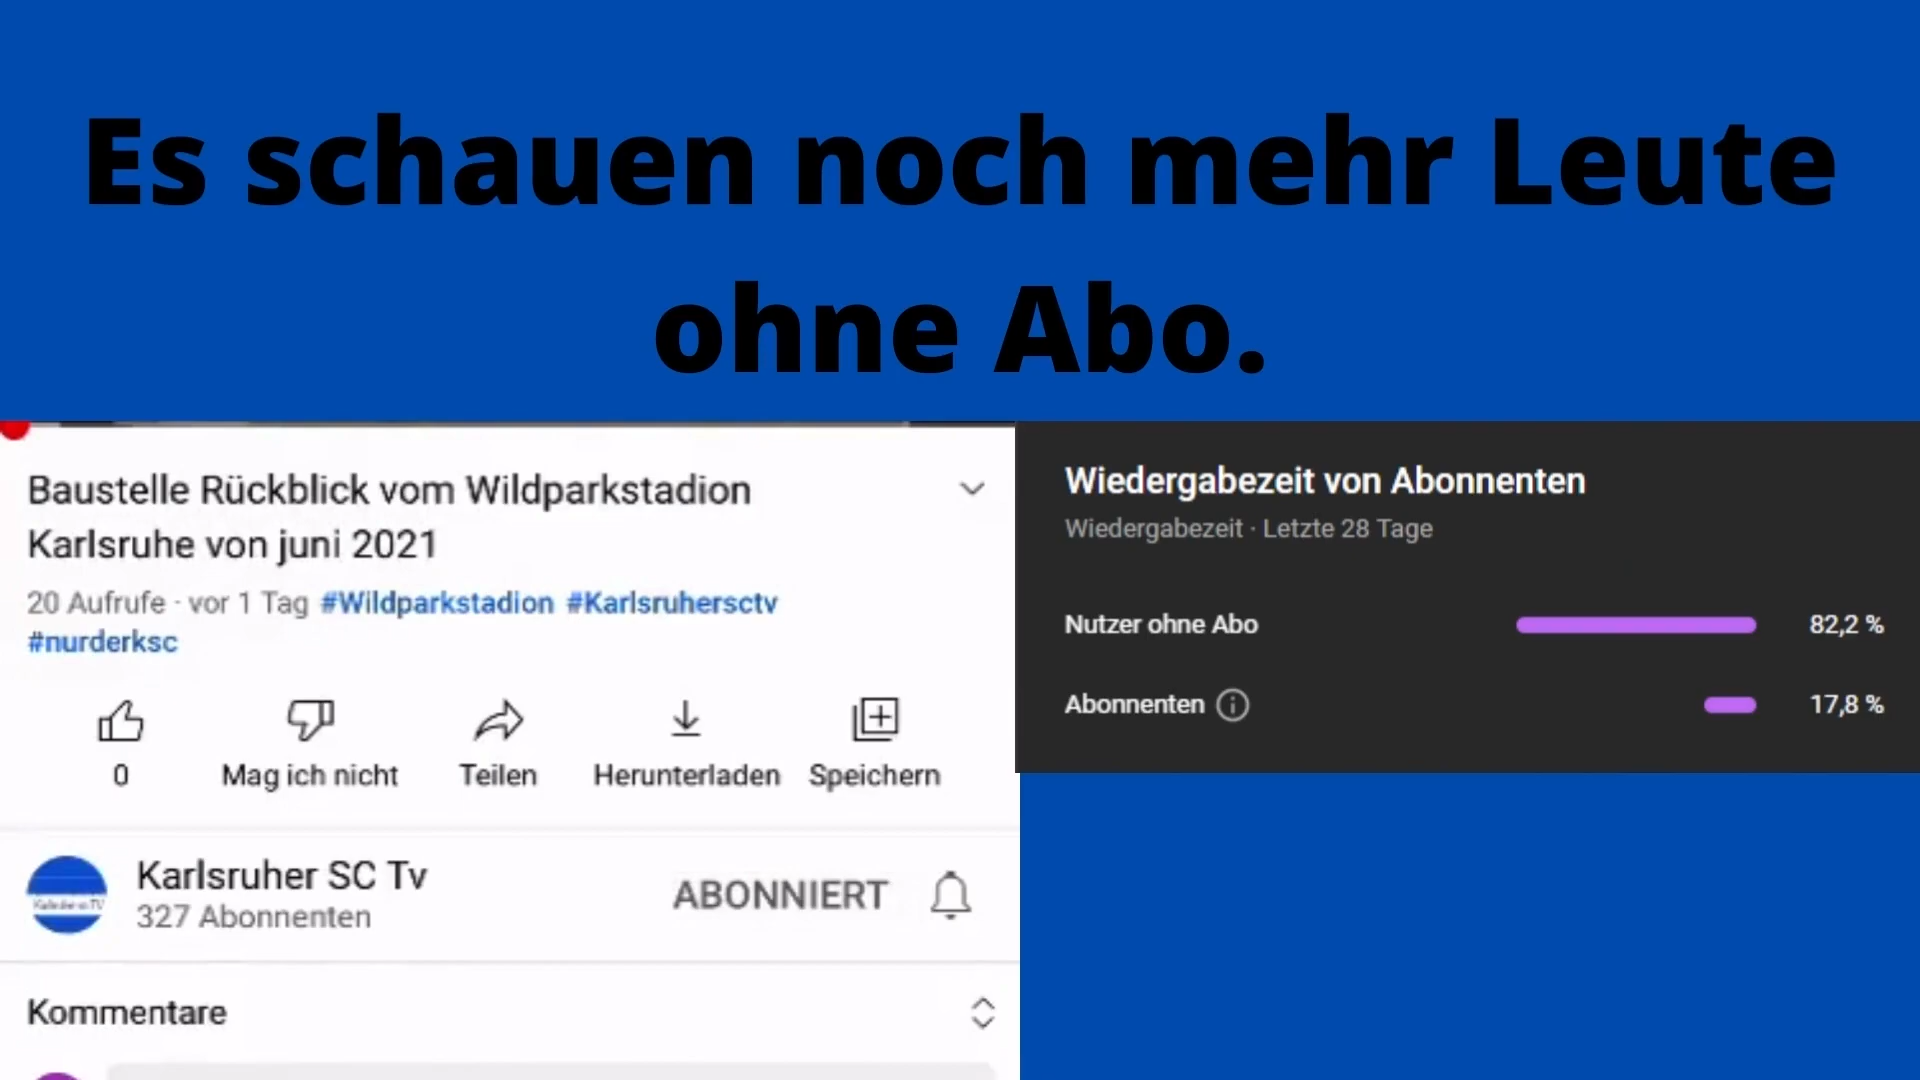 Es schauen noch mehr Leute
ohne Abo.
Baustelle Rückblick vom Wildparkstadion
Karlsruhe von juni 2021
20 Aufrufe · vor 1 Tag #Wildparkstadion #Karlsruhersctv
#nurderksc
0 Mag ich nicht Teilen Herunterladen Speichern
Karlsruher SC Tv
327 Abonnenten
ABONNIERT
Kommentare
Wiedergabezeit von Abonnenten
Wiedergabezeit · Letzte 28 Tage
Nutzer ohne Abo 82,2 %
Abonnenten 17,8 %